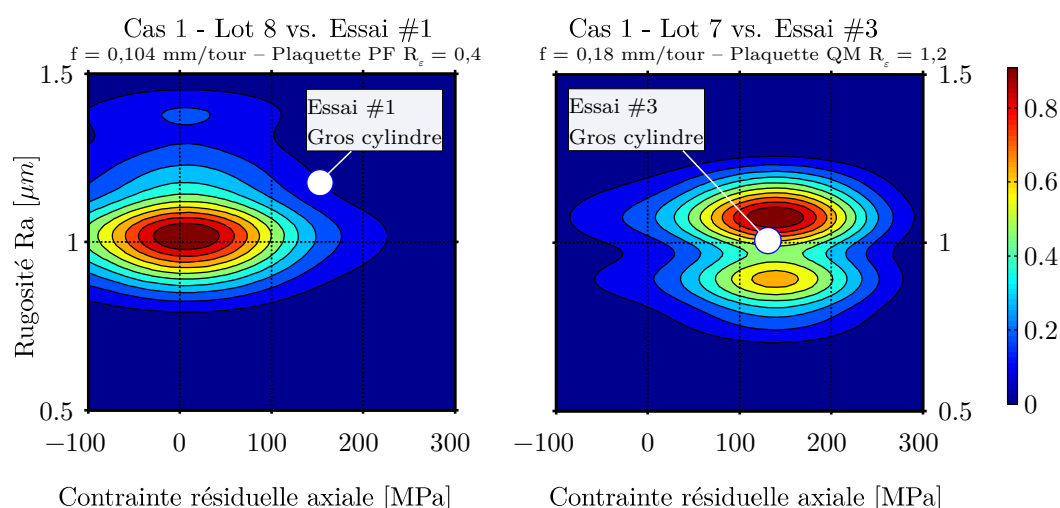 Cas 1 - Lot 8 vs. Essai #1
f = 0,104 mm/tour – Plaquette PF R_ε = 0,4
1.5
1
0.5
Rugosité Ra [μm]
Essai #1
Gros cylindre
−100 0 100 200 300
Contrainte résiduelle axiale [MPa]
Cas 1 - Lot 7 vs. Essai #3
f = 0,18 mm/tour – Plaquette QM R_ε = 1,2
Essai #3
Gros cylindre
1.5
1
0.5
−100 0 100 200 300
Contrainte résiduelle axiale [MPa]
0.8
0.6
0.4
0.2
0